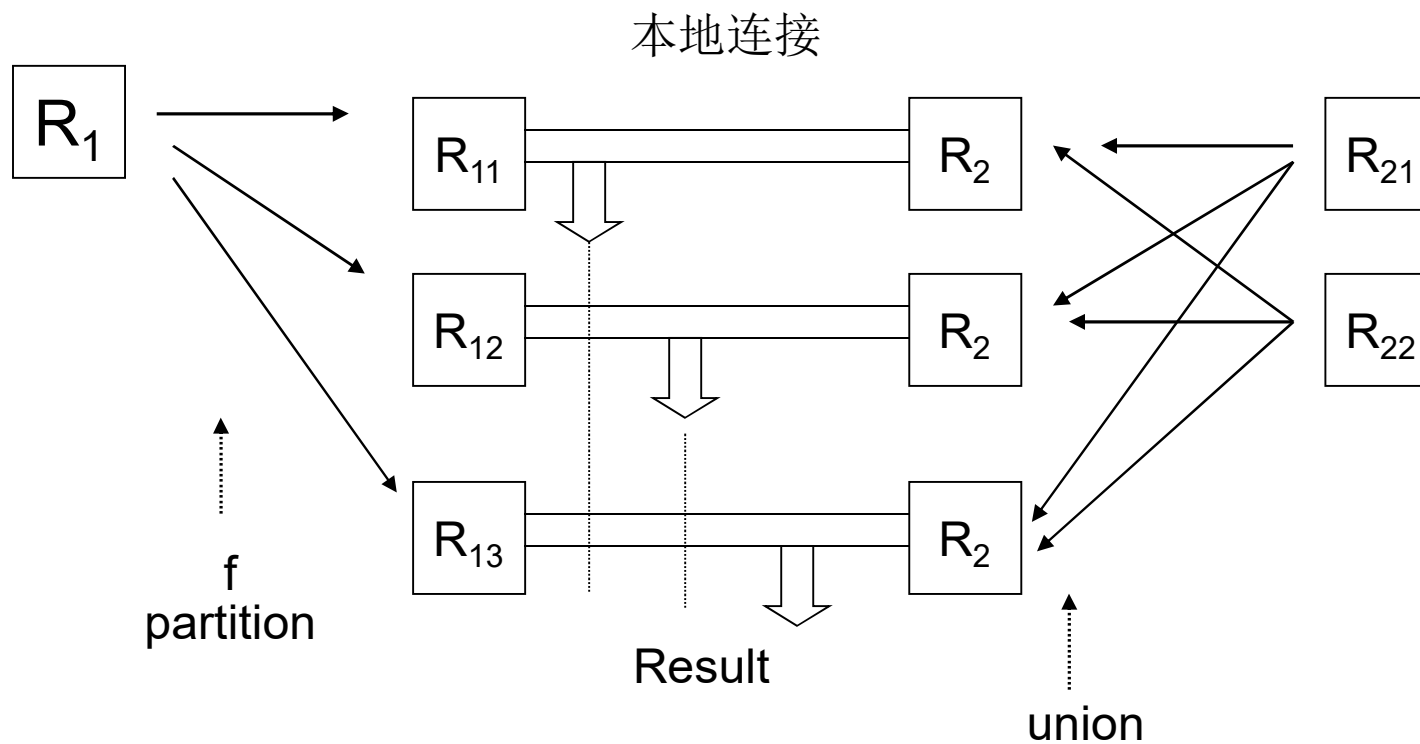 本地连接
R₁
R₁₁
R₂
R₂₁
R₁₂
R₂
R₂₂
R₁₃
R₂
f
partition
Result
union